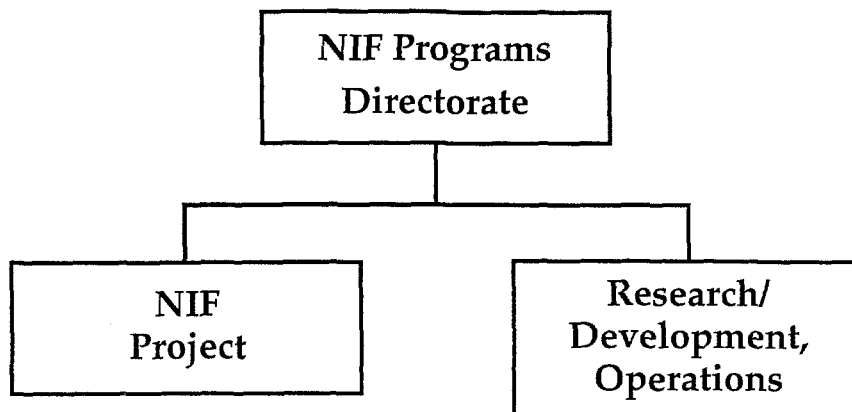 NIF Programs
Directorate
NIF
Project
Research/
Development,
Operations